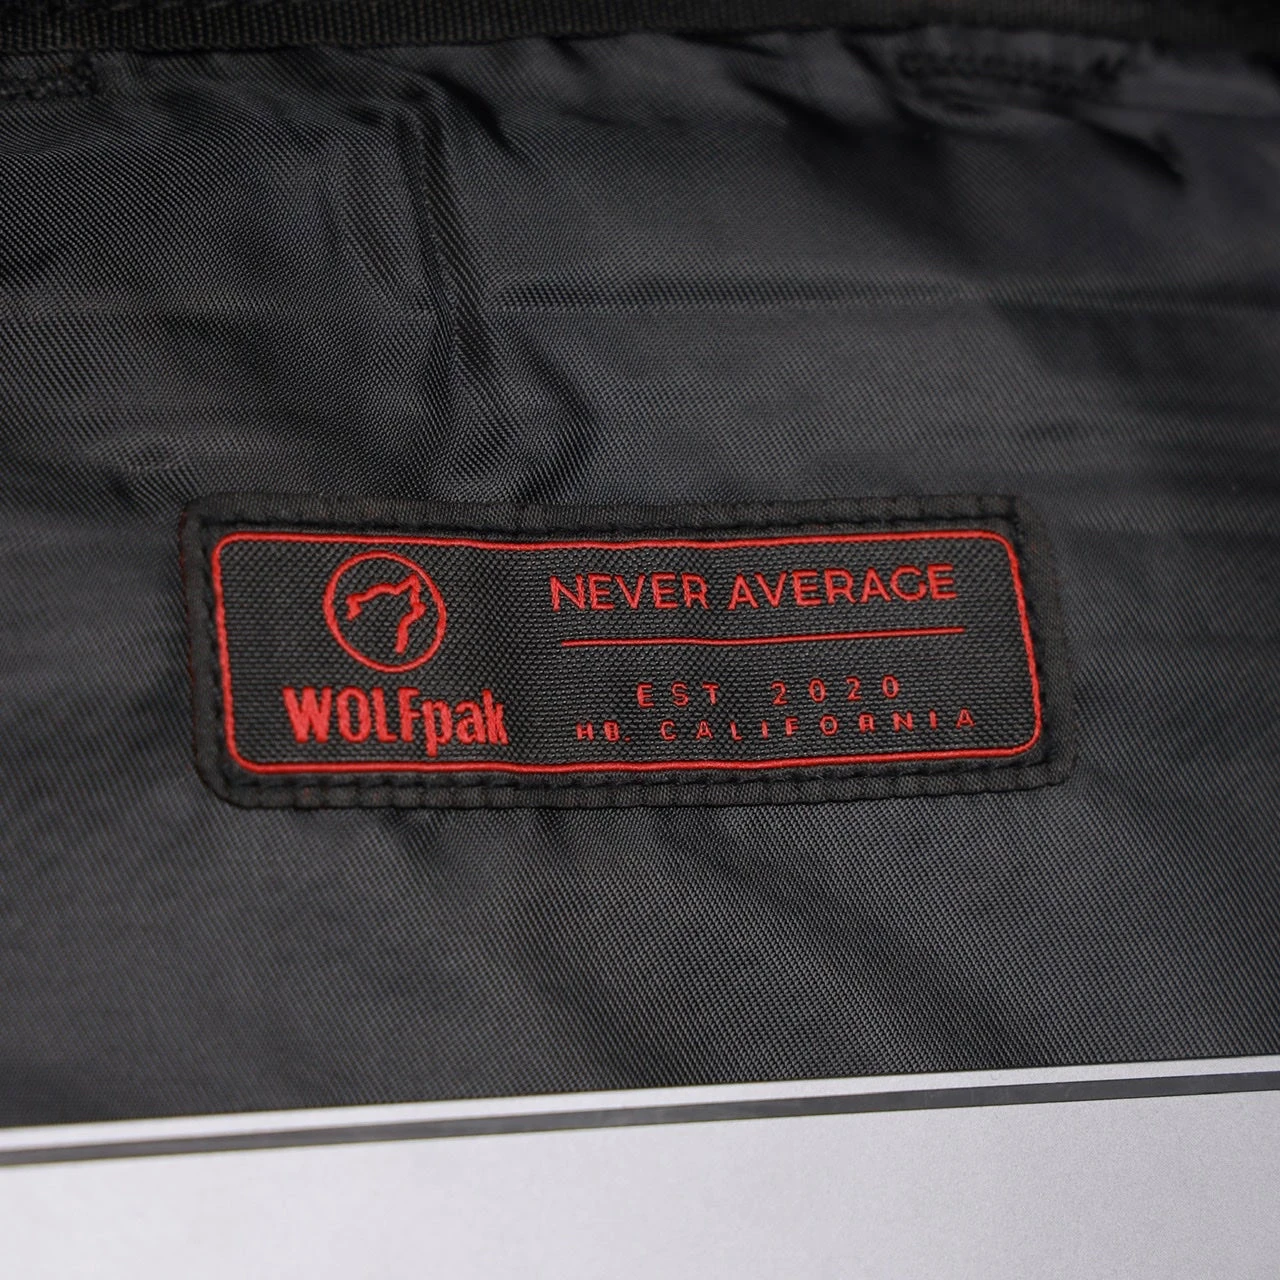 WOLFpak
NEVER AVERAGE
EST 2020
HB. CALIFORNIA